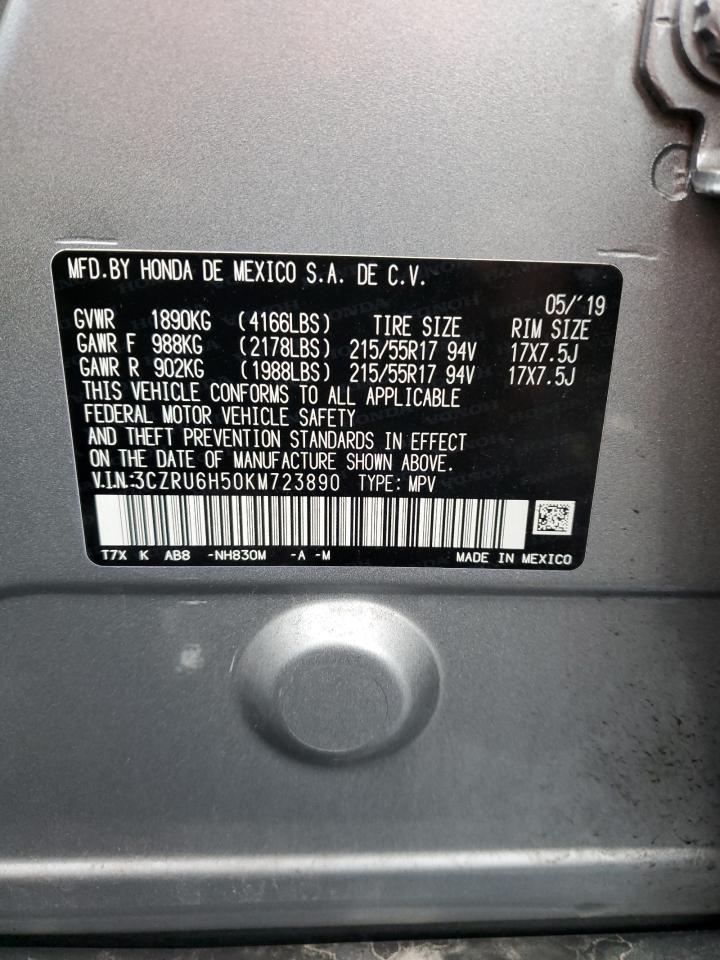 MFD.BY HONDA DE MEXICO S.A. DE C.V.
05/'19
GVWR 1890KG (4166LBS) TIRE SIZE RIM SIZE
GAWR F 988KG (2178LBS) 215/55R17 94V 17X7.5J
GAWR R 902KG (1988LBS) 215/55R17 94V 17X7.5J
THIS VEHICLE CONFORMS TO ALL APPLICABLE
FEDERAL MOTOR VEHICLE SAFETY
AND THEFT PREVENTION STANDARDS IN EFFECT
ON THE DATE OF MANUFACTURE SHOWN ABOVE.
V.I.N:3CZRU6H50KM723890 TYPE: MPV
T7X K AB8 -NH830M -A -M MADE IN MEXICO